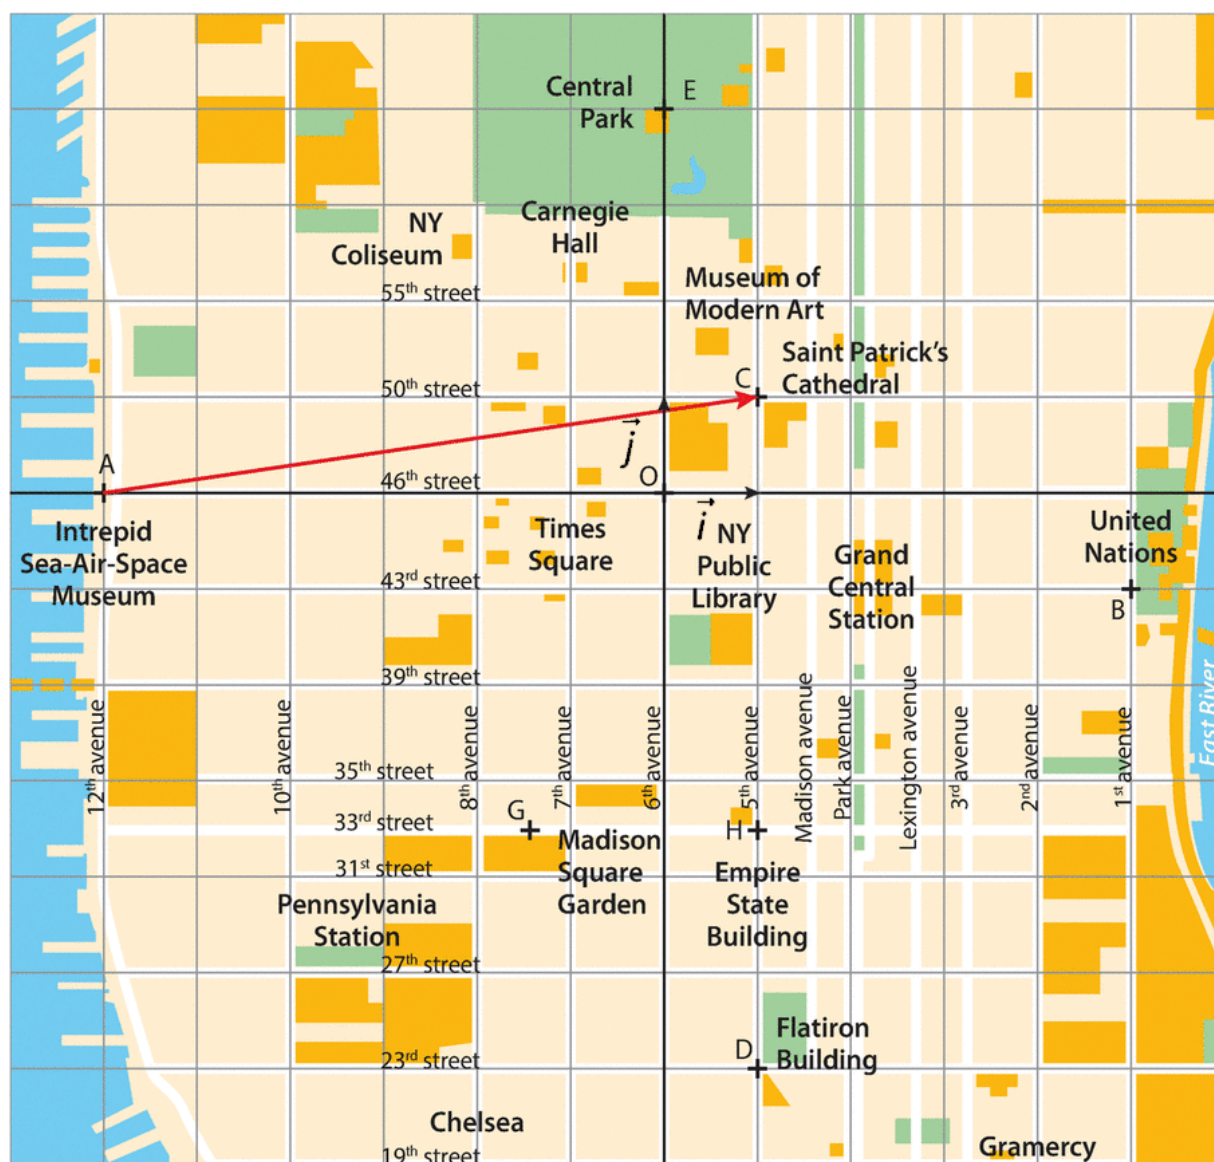 Central
Park
E
NY
Coliseum
Carnegie
Hall
55th street
Museum of
Modern Art
50th street
C
Saint Patrick's
Cathedral
A
j
46th street
O
i
Intrepid
Sea-Air-Space
Museum
Times
Square
NY
Public
Library
Grand
Central
Station
United
Nations
B
43rd street
39th street
East River
12th avenue
10th avenue
8th avenue
7th avenue
6th avenue
5th avenue
Madison avenue
Park avenue
Lexington avenue
3rd avenue
2nd avenue
1st avenue
35th street
33rd street
G
H
31st street
Madison
Square
Garden
Empire
State
Building
Pennsylvania
Station
27th street
23rd street
D
Flatiron
Building
Chelsea
19th street
Gramercy